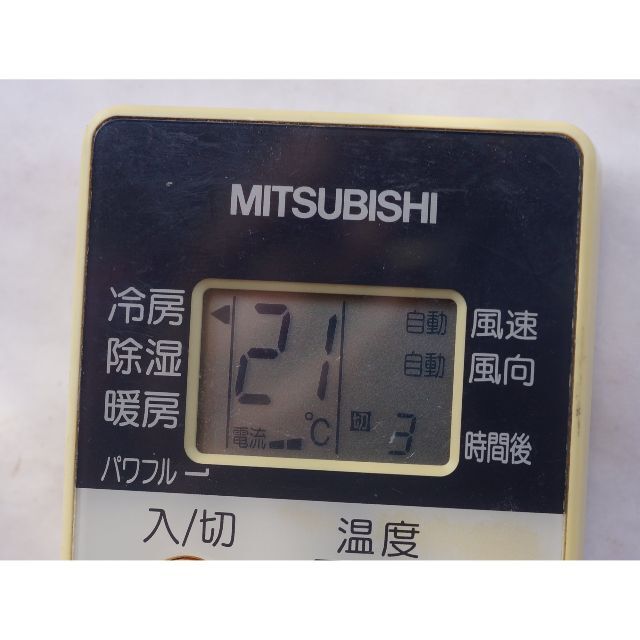 MITSUBISHI
冷房 ◀ 21 自動 風速
除湿 自動 風向
暖房 ℃ 切 3 時間後
電流
パワフル
入/切 温度